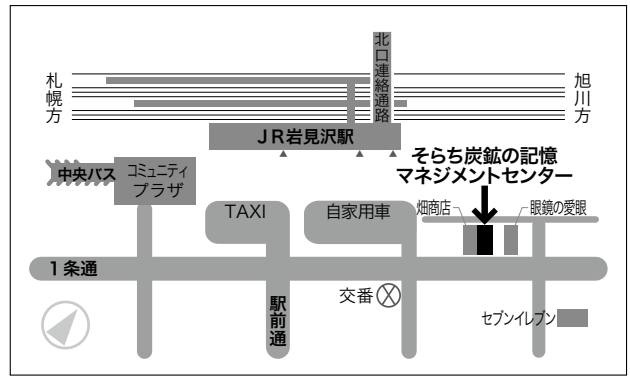 北口連絡通路
札幌方
旭川方
JR岩見沢駅
中央バス
コミュニティ
プラザ
そらち炭鉱の記憶
マネジメントセンター
TAXI
自家用車
畑商店
眼鏡の愛眼
1条通
駅前通
交番
セブンイレブン